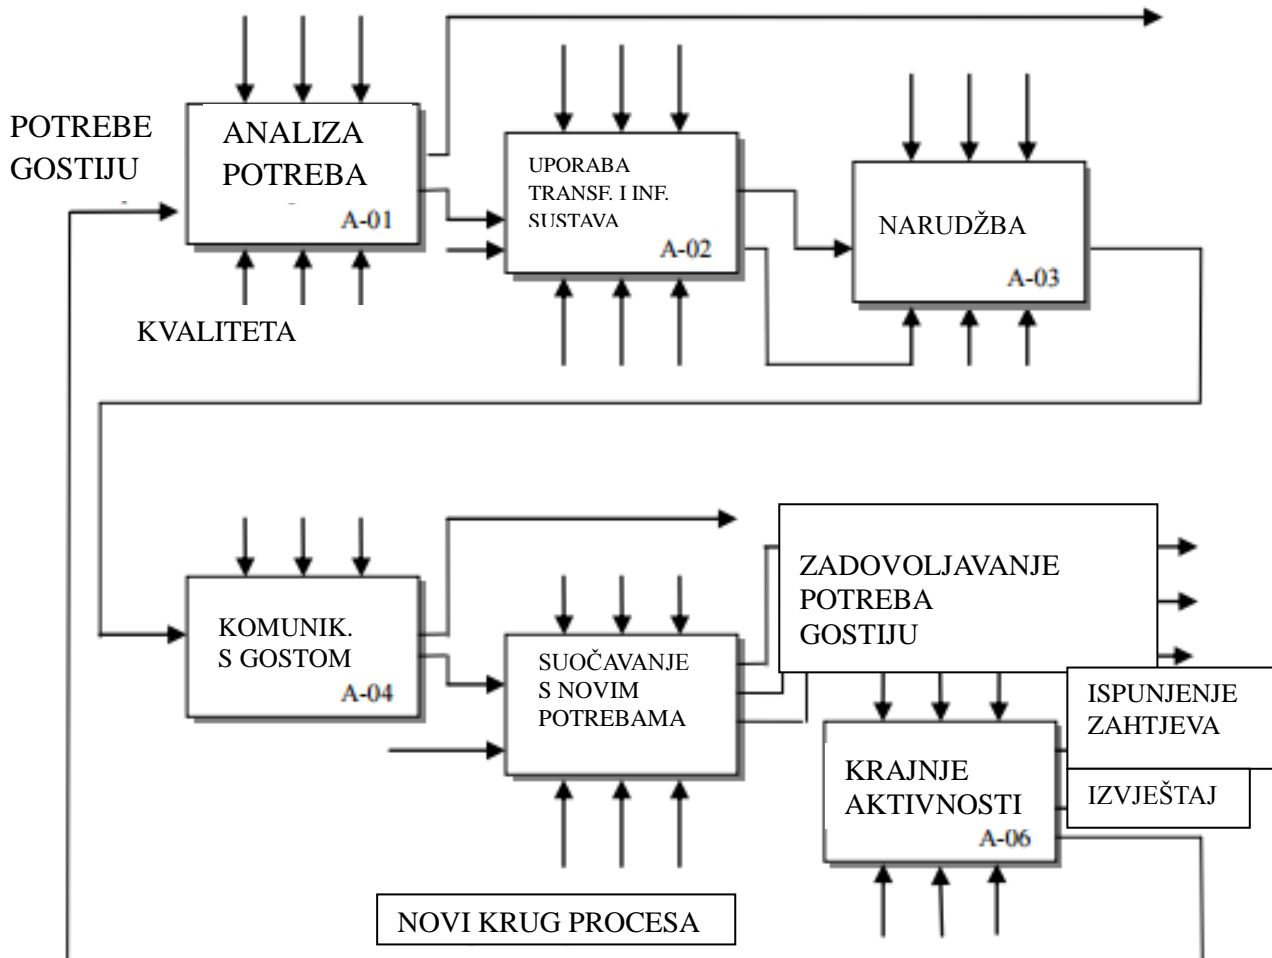 POTREBE
GOSTIJU
ANALIZA
POTREBA
A-01
KVALITETA
UPORABA
TRANSF. I INF.
SUSTAVA
A-02
NARUDŽBA
A-03
KOMUNIK.
S GOSTOM
A-04
SUOČAVANJE
S NOVIM
POTREBAMA
ZADOVOLJAVANJE
POTREBA
GOSTIJU
KRAJNJE
AKTIVNOSTI
A-06
ISPUNJENJE
ZAHTJEVA
IZVJEŠTAJ
NOVI KRUG PROCESA